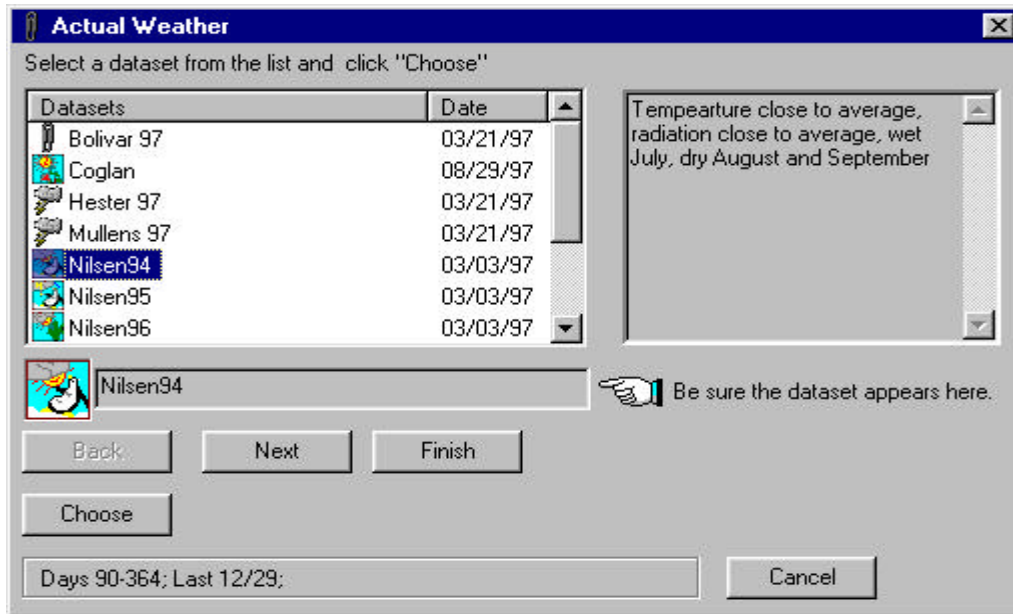 Actual Weather
Select a dataset from the list and click "Choose"
Datasets Date
Bolivar 97 03/21/97
Coglan 08/29/97
Hester 97 03/21/97
Mullens 97 03/21/97
Nilsen94 03/03/97
Nilsen95 03/03/97
Nilsen96 03/03/97
Tempearture close to average,
radiation close to average, wet
July, dry August and September
Nilsen94
Be sure the dataset appears here.
Back Next Finish
Choose
Days 90-364; Last 12/29;
Cancel